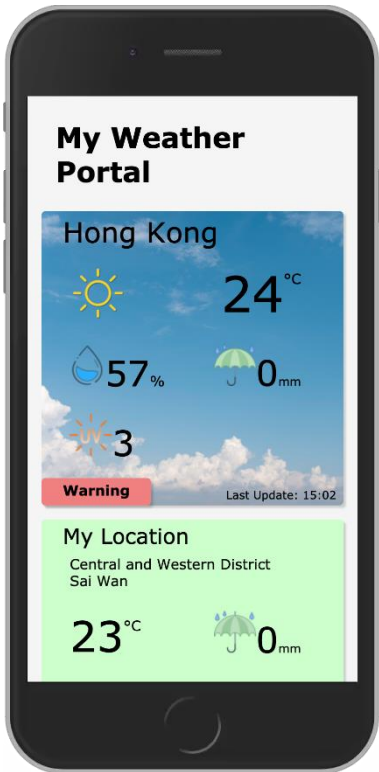 My Weather
Portal
Hong Kong
24°C
57% 0mm
UV 3
Warning Last Update: 15:02
My Location
Central and Western District
Sai Wan
23°C 0mm